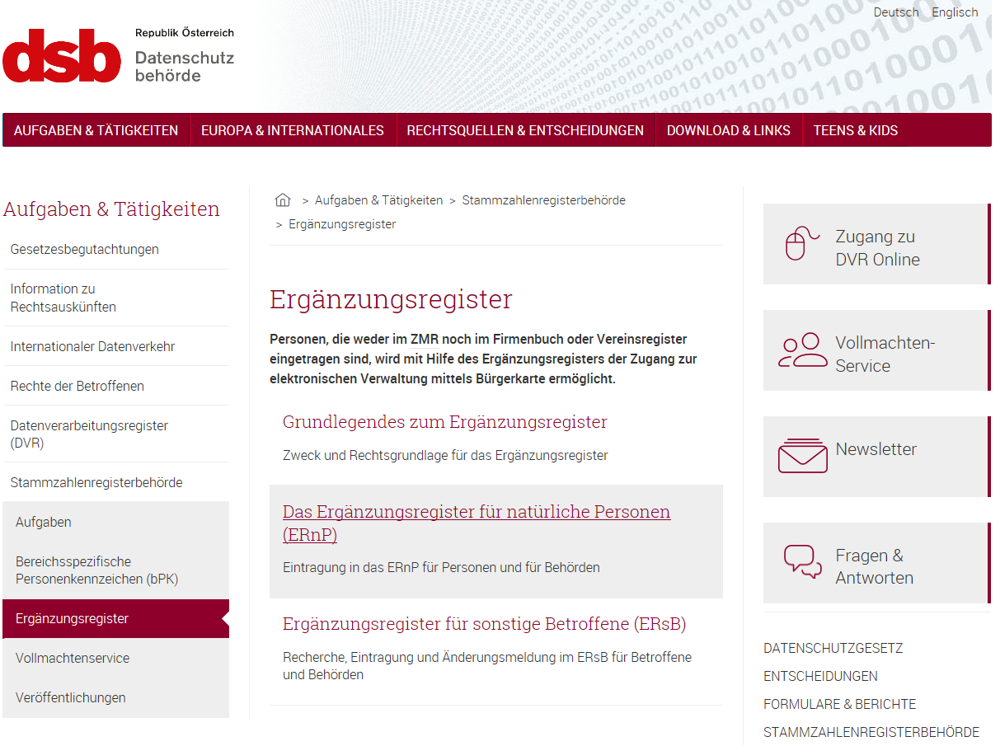 Deutsch Englisch
dsb
Republik Österreich
Datenschutz
behörde
AUFGABEN & TÄTIGKEITEN EUROPA & INTERNATIONALES RECHTSQUELLEN & ENTSCHEIDUNGEN DOWNLOAD & LINKS TEENS & KIDS
Aufgaben & Tätigkeiten
Gesetzesbegutachtungen
Information zu
Rechtsauskünften
Internationaler Datenverkehr
Rechte der Betroffenen
Datenverarbeitungsregister
(DVR)
Stammzahlenregisterbehörde
Aufgaben
Bereichsspezifische
Personenkennzeichen (bPK)
Ergänzungsregister
Vollmachtenservice
Veröffentlichungen
> Aufgaben & Tätigkeiten > Stammzahlenregisterbehörde
> Ergänzungsregister
Ergänzungsregister
Personen, die weder im ZMR noch im Firmenbuch oder Vereinsregister
eingetragen sind, wird mit Hilfe des Ergänzungsregisters der Zugang zur
elektronischen Verwaltung mittels Bürgerkarte ermöglicht.
Grundlegendes zum Ergänzungsregister
Zweck und Rechtsgrundlage für das Ergänzungsregister
Das Ergänzungsregister für natürliche Personen
(ERnP)
Eintragung in das ERnP für Personen und für Behörden
Ergänzungsregister für sonstige Betroffene (ERsB)
Recherche, Eintragung und Änderungsmeldung im ERsB für Betroffene
und Behörden
Zugang zu
DVR Online
Vollmachten-
Service
Newsletter
Fragen &
Antworten
DATENSCHUTZGESETZ
ENTSCHEIDUNGEN
FORMULARE & BERICHTE
STAMMZAHLENREGISTERBEHÖRDE